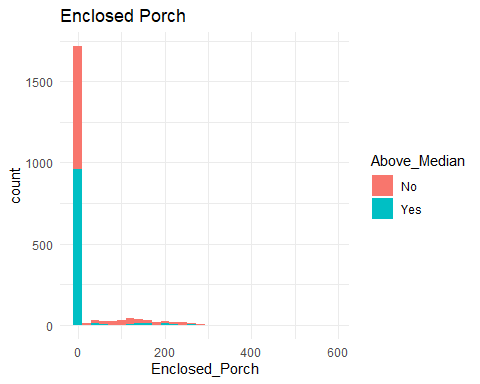 Enclosed Porch
1500
1000
500
0
count
0 200 400 600
Enclosed_Porch
Above_Median
No
Yes